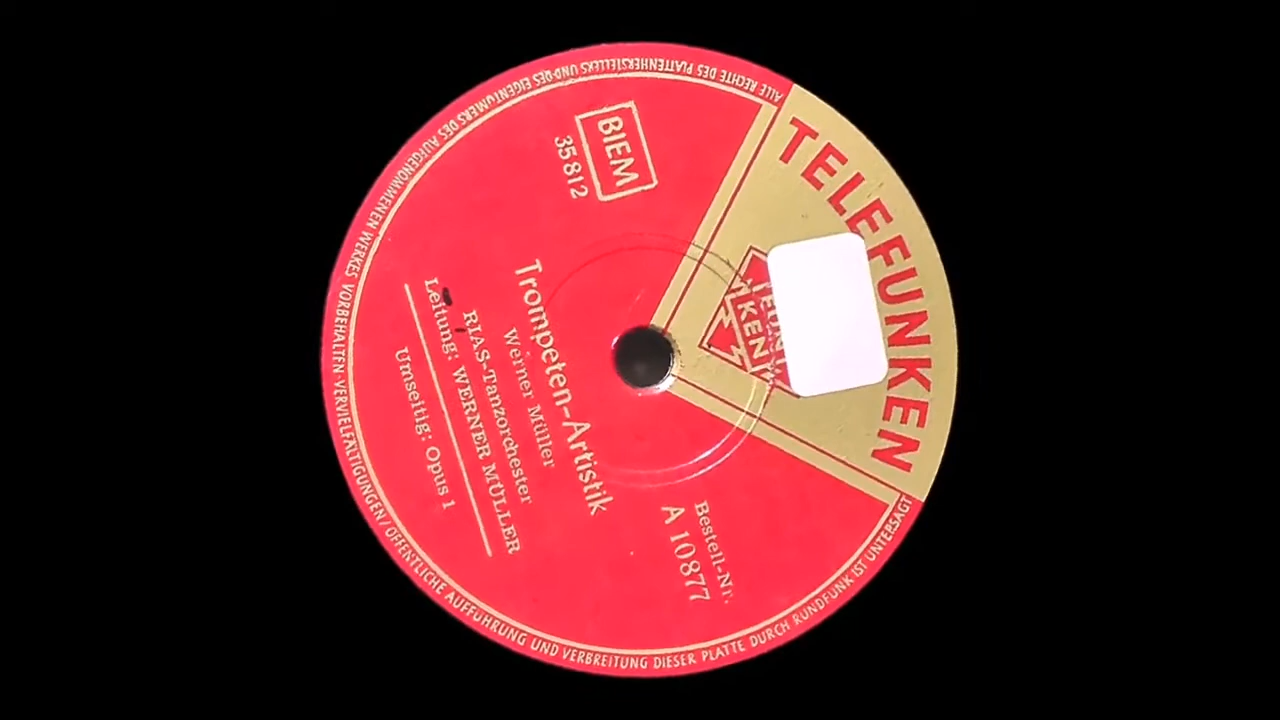 TELEFUNKEN
BIEM
35812
Bestell-Nr.
A 10877
Trompeten-Artistik
Werner Müller
RIAS-Tanzorchester
Leitung: WERNER MÜLLER
Umseitig: Opus 1
ALLE RECHTE DES PLATTENHERSTELLERS UND DES EIGENTÜMERS DES AUFGENOMMENEN WERKES VORBEHALTEN · VERVIELFÄLTIGUNGEN / ÖFFENTLICHE AUFFÜHRUNG UND VERBREITUNG DIESER PLATTE DURCH RUNDFUNK IST UNTERSAGT